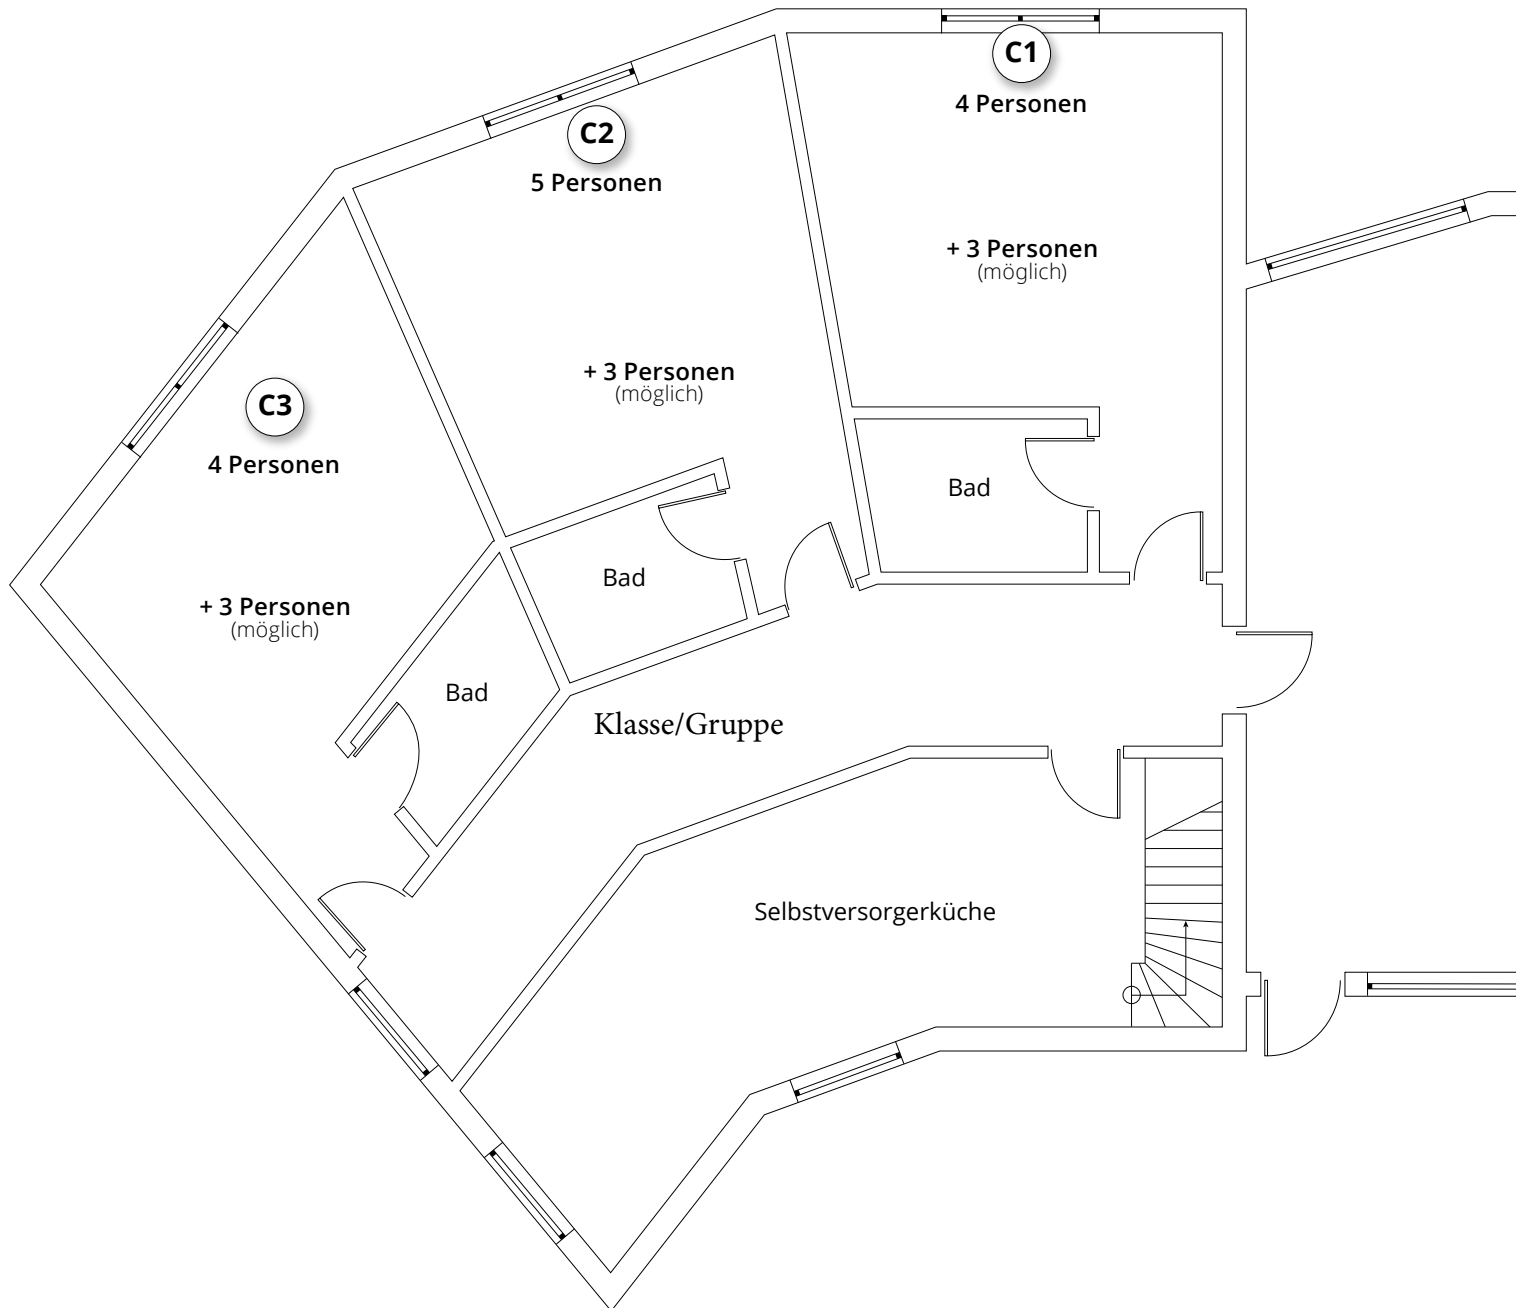 C1
4 Personen
+ 3 Personen
(möglich)
Bad
C2
5 Personen
+ 3 Personen
(möglich)
Bad
C3
4 Personen
+ 3 Personen
(möglich)
Bad
Klasse/Gruppe
Selbstversorgerküche